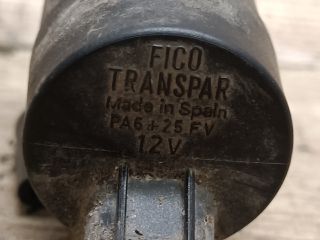 FICO
TRANSPAR
Made in Spain
PA6+25 FV
12V